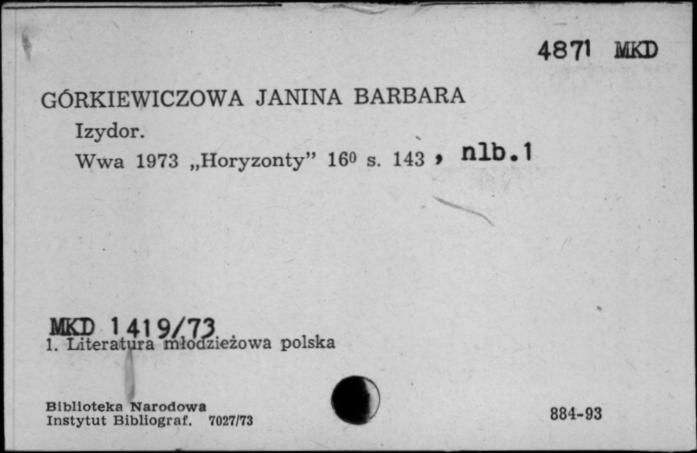 4871 MKD
GÓRKIEWICZOWA JANINA BARBARA
Izydor.
Wwa 1973 „Horyzonty” 16⁰ s. 143 , nlb.1
MKD 1419/73
1. Literatura młodzieżowa polska
Biblioteka Narodowa
Instytut Bibliograf. 7027/73
884-93